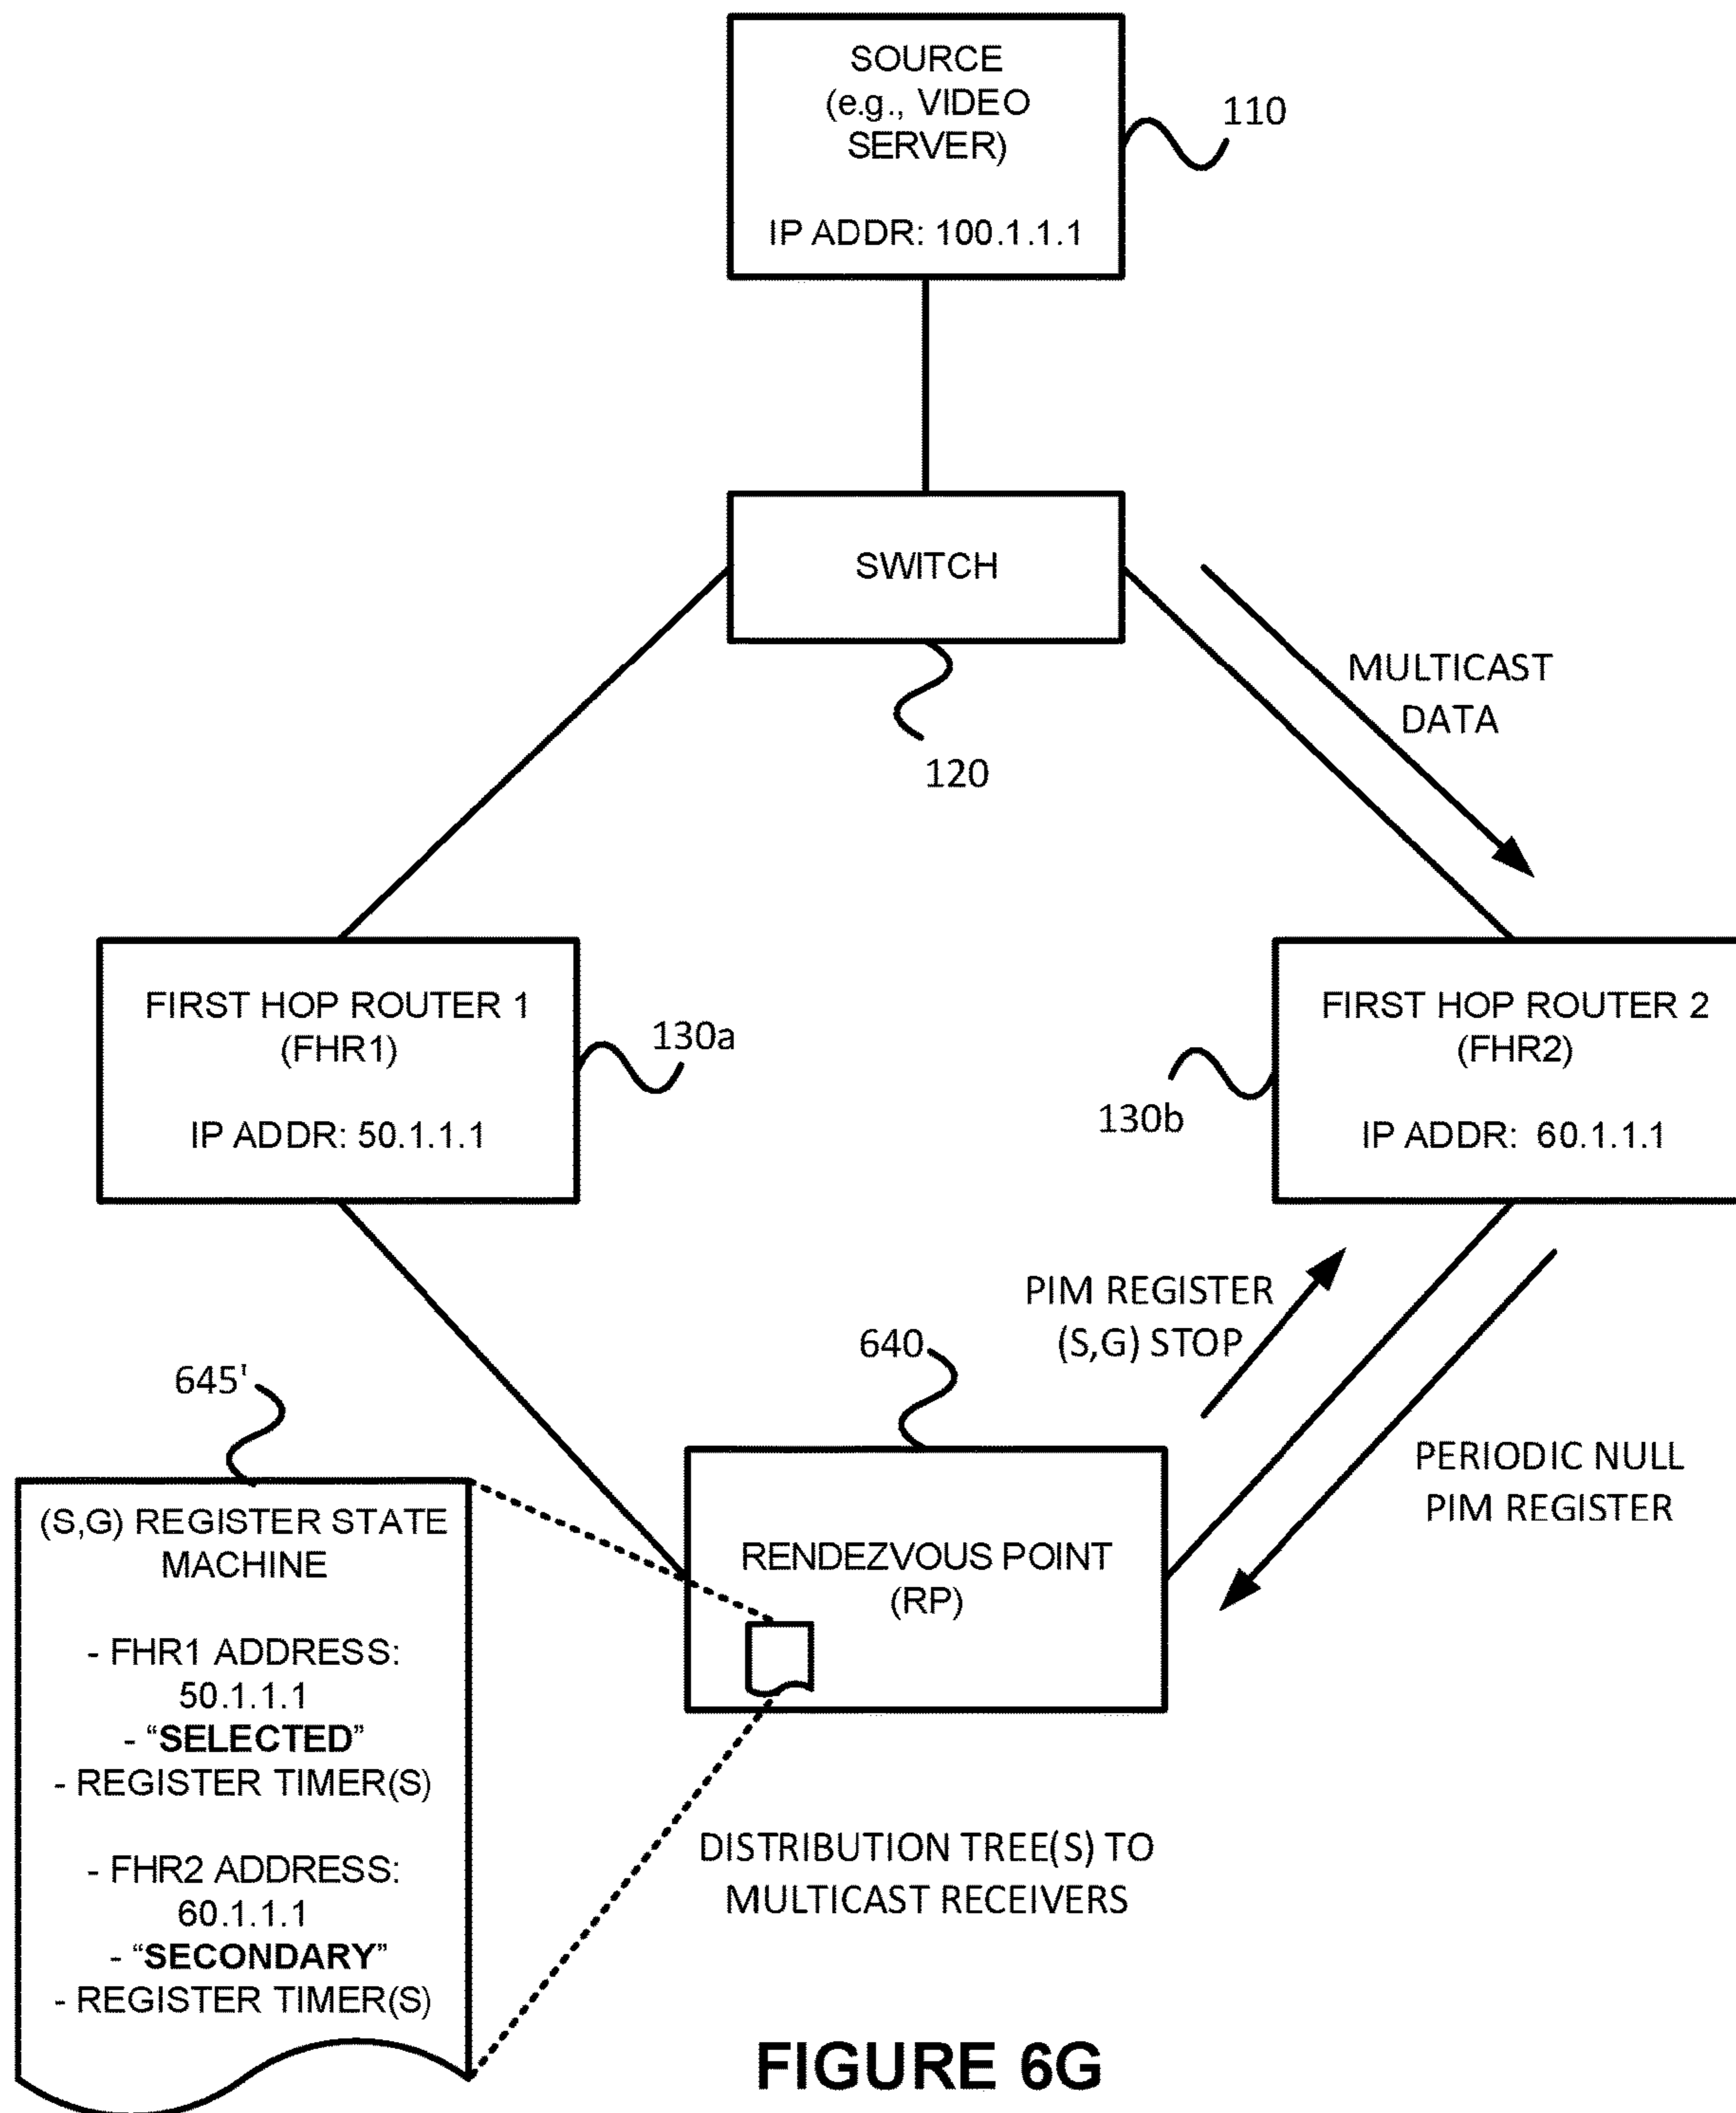 SOURCE
(e.g., VIDEO
SERVER)
IP ADDR: 100.1.1.1
110
SWITCH
120
MULTICAST
DATA
FIRST HOP ROUTER 1
(FHR1)
IP ADDR: 50.1.1.1
130a
FIRST HOP ROUTER 2
(FHR2)
IP ADDR: 60.1.1.1
130b
PIM REGISTER
(S,G) STOP
640
645'
PERIODIC NULL
PIM REGISTER
RENDEZVOUS POINT
(RP)
(S,G) REGISTER STATE
MACHINE
- FHR1 ADDRESS:
50.1.1.1
- “SELECTED”
- REGISTER TIMER(S)
- FHR2 ADDRESS:
60.1.1.1
- “SECONDARY”
- REGISTER TIMER(S)
DISTRIBUTION TREE(S) TO
MULTICAST RECEIVERS
FIGURE 6G